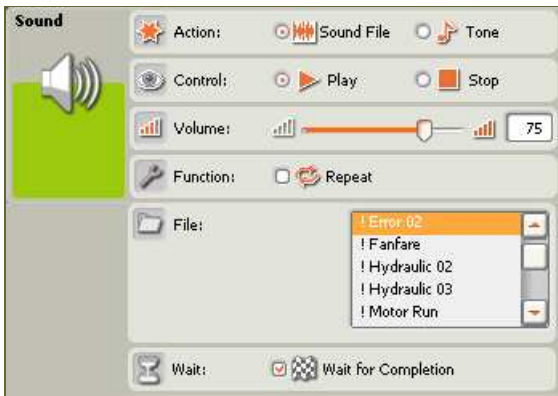 Sound
Action: Sound File Tone
Control: Play Stop
Volume: 75
Function: Repeat
File: ! Error 02
! Fanfare
! Hydraulic 02
! Hydraulic 03
! Motor Run
Wait: Wait for Completion